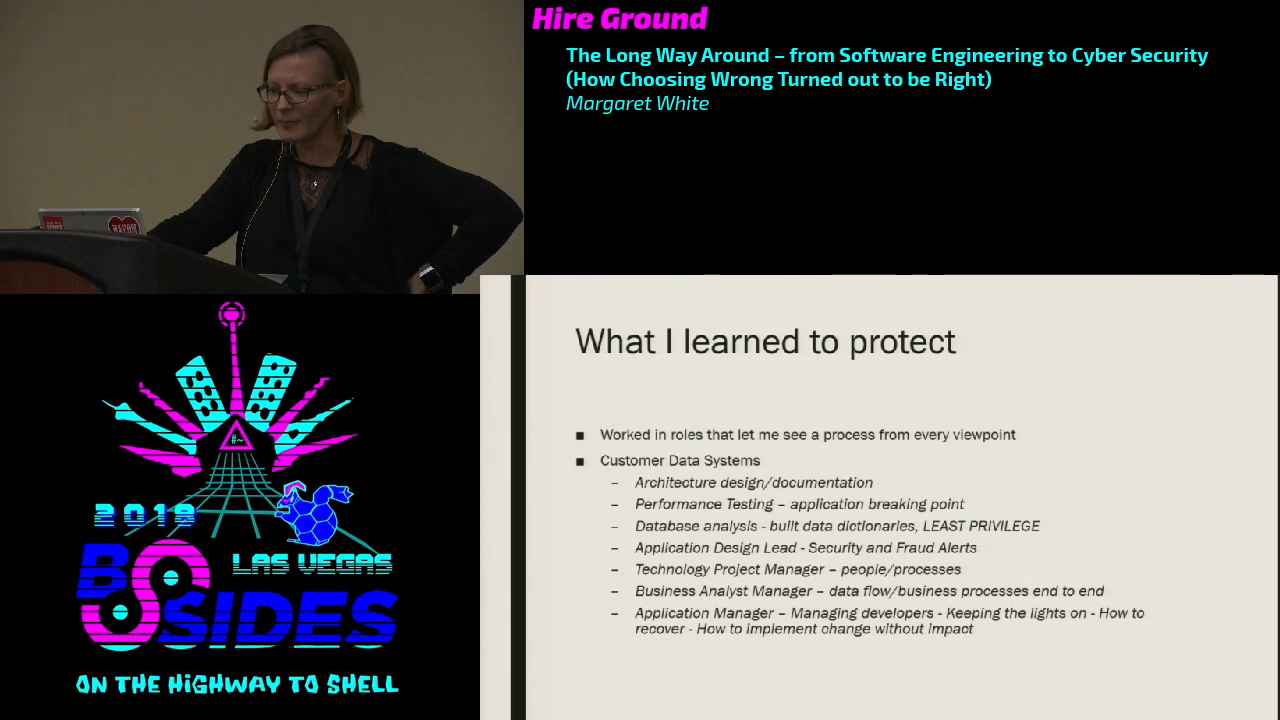 Hire Ground
The Long Way Around – from Software Engineering to Cyber Security
(How Choosing Wrong Turned out to be Right)
Margaret White
What I learned to protect
■ Worked in roles that let me see a process from every viewpoint
■ Customer Data Systems
– Architecture design/documentation
– Performance Testing – application breaking point
– Database analysis - built data dictionaries, LEAST PRIVILEGE
– Application Design Lead - Security and Fraud Alerts
– Technology Project Manager – people/processes
– Business Analyst Manager – data flow/business processes end to end
– Application Manager – Managing developers - Keeping the lights on - How to
recover - How to implement change without impact
#~
2019
LAS VEGAS
BSIDES
ON THE HIGHWAY TO SHELL